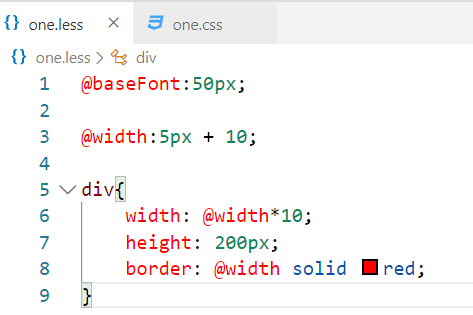 {} one.less × one.css
{} one.less > div
1 @baseFont:50px;
2
3 @width:5px + 10;
4
5 div{
6 width: @width*10;
7 height: 200px;
8 border: @width solid red;
9 }